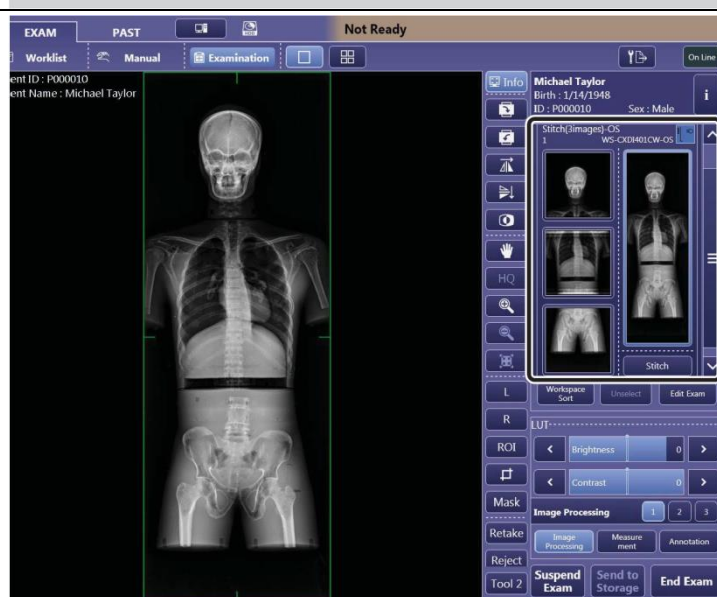 EXAM PAST Not Ready
Worklist Manual Examination On Line
ent ID : P000010
ent Name : Michael Taylor
Info
Michael Taylor
Birth : 1/14/1948
ID : P000010 Sex : Male
i
Stitch(3images)-OS
1 WS-CXDI401CW-OS
Stitch
HQ
L
R
ROI
Mask
Retake
Reject
Tool 2
Workspace Sort
Unselect
Edit Exam
LUT
Brightness 0
Contrast 0
Image Processing 1 2 3
Image Processing
Measure ment
Annotation
Suspend Exam
Send to Storage
End Exam